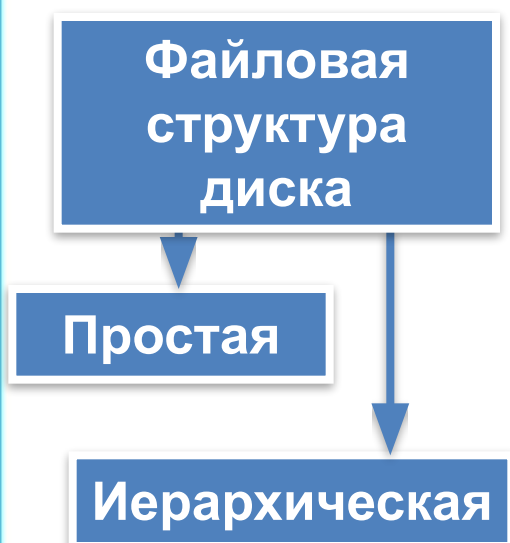 Файловая
структура
диска
Простая
Иерархическая